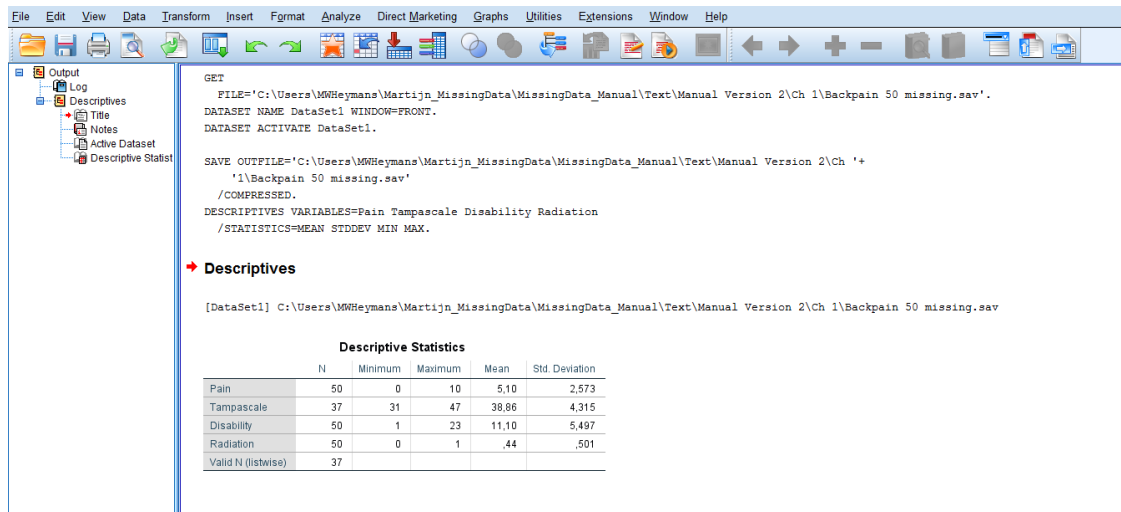 File Edit View Data Transform Insert Format Analyze Direct Marketing Graphs Utilities Extensions Window Help
Output
Log
Descriptives
Title
Notes
Active Dataset
Descriptive Statist
GET
FILE='C:\Users\MWHeymans\Martijn_MissingData\MissingData_Manual\Text\Manual Version 2\Ch 1\Backpain 50 missing.sav'.
DATASET NAME DataSet1 WINDOW=FRONT.
DATASET ACTIVATE DataSet1.
SAVE OUTFILE='C:\Users\MWHeymans\Martijn_MissingData\MissingData_Manual\Text\Manual Version 2\Ch '+
'1\Backpain 50 missing.sav'
/COMPRESSED.
DESCRIPTIVES VARIABLES=Pain Tampascale Disability Radiation
/STATISTICS=MEAN STDDEV MIN MAX.
Descriptives
[DataSet1] C:\Users\MWHeymans\Martijn_MissingData\MissingData_Manual\Text\Manual Version 2\Ch 1\Backpain 50 missing.sav
Descriptive Statistics
N Minimum Maximum Mean Std. Deviation
Pain 50 0 10 5,10 2,573
Tampascale 37 31 47 38,86 4,315
Disability 50 1 23 11,10 5,497
Radiation 50 0 1 ,44 ,501
Valid N (listwise) 37